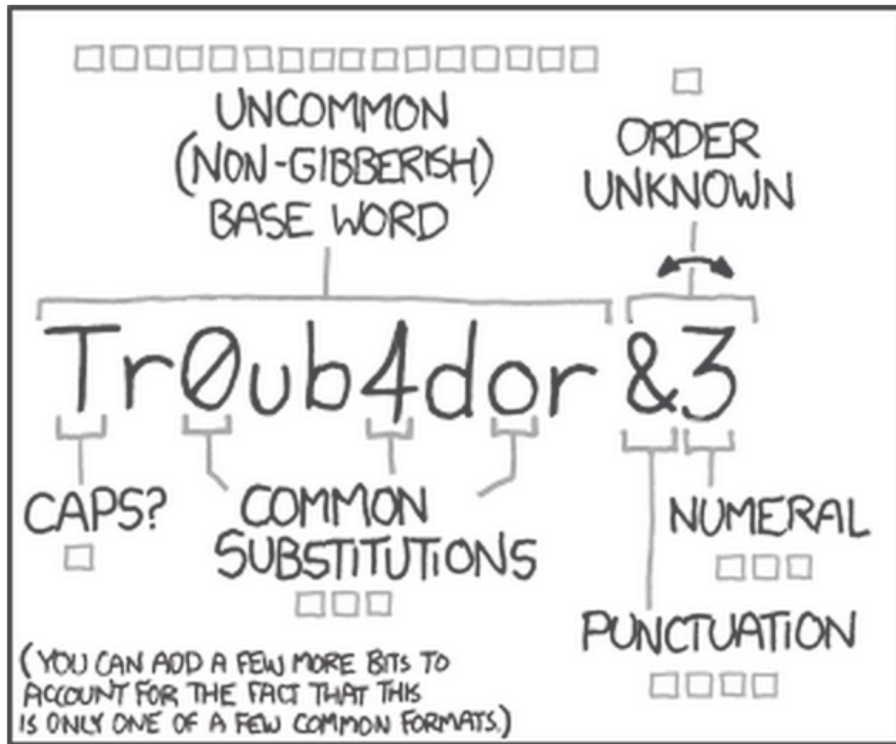 UNCOMMON
(NON-GIBBERISH)
BASE WORD
ORDER
UNKNOWN
Tr0ub4dor &3
CAPS?
COMMON
SUBSTITUTIONS
NUMERAL
PUNCTUATION
(YOU CAN ADD A FEW MORE BITS TO
ACCOUNT FOR THE FACT THAT THIS
IS ONLY ONE OF A FEW COMMON FORMATS.)